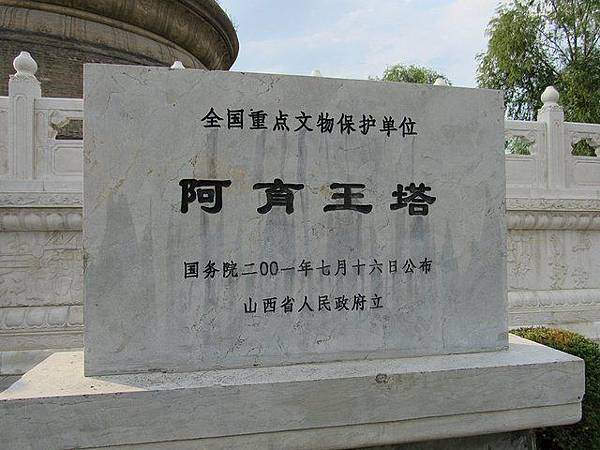 全国重点文物保护单位
阿育王塔
国务院二00一年七月十六日公布
山西省人民政府立